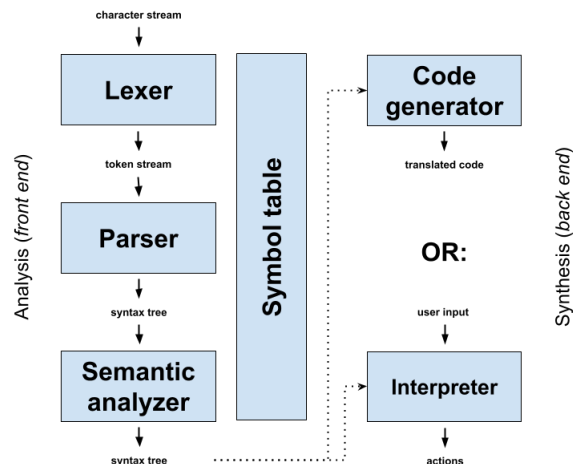 character stream
Lexer
token stream
Parser
syntax tree
Semantic
analyzer
syntax tree
Analysis (front end)
Symbol table
Code
generator
translated code
OR:
user input
Interpreter
actions
Synthesis (back end)